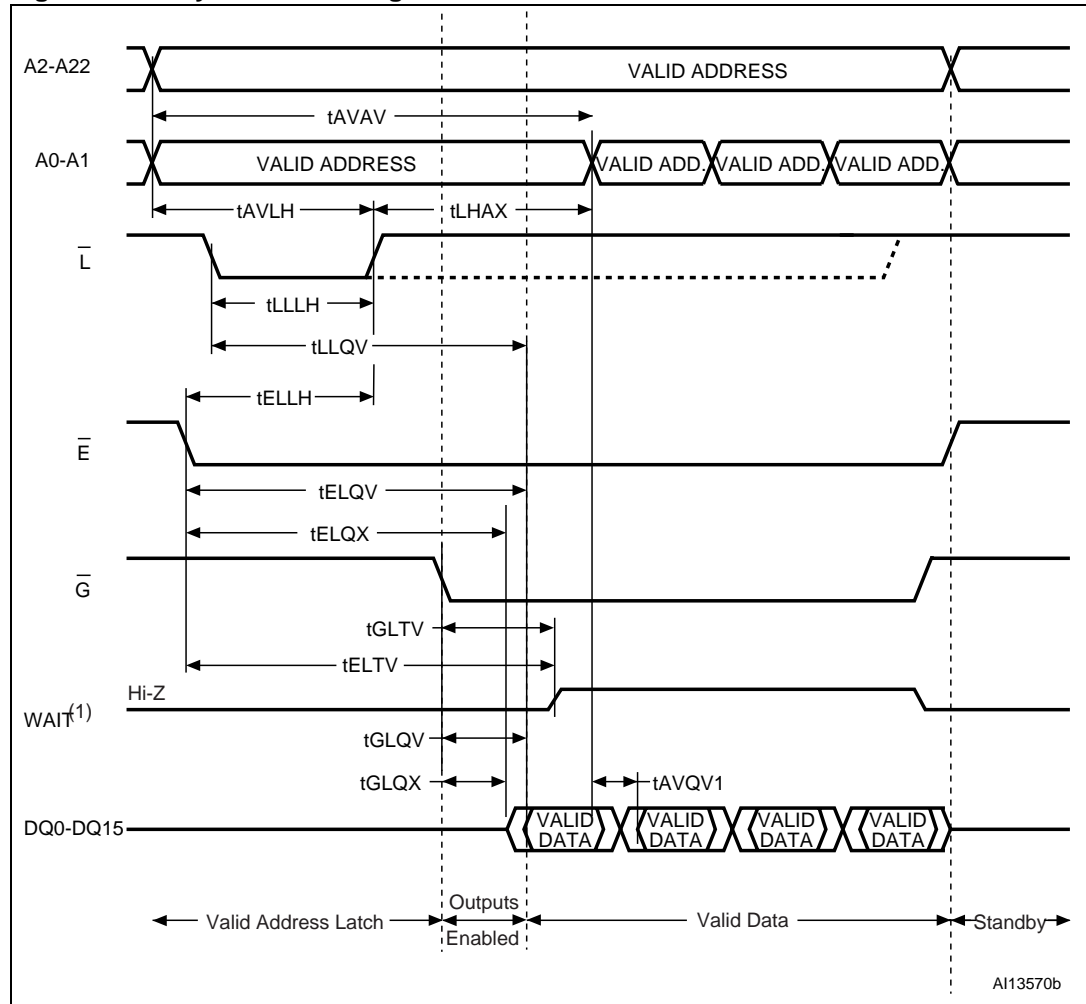 A2-A22
VALID ADDRESS
tAVAV
A0-A1
VALID ADDRESS
VALID ADD.
VALID ADD.
VALID ADD.
tAVLH
tLHAX
L
tLLLH
tLLQV
tELLH
E
tELQV
tELQX
G
tGLTV
tELTV
Hi-Z
WAIT(1)
tGLQV
tGLQX
tAVQV1
DQ0-DQ15
VALID
DATA
VALID
DATA
VALID
DATA
VALID
DATA
Valid Address Latch
Outputs
Enabled
Valid Data
Standby
AI13570b